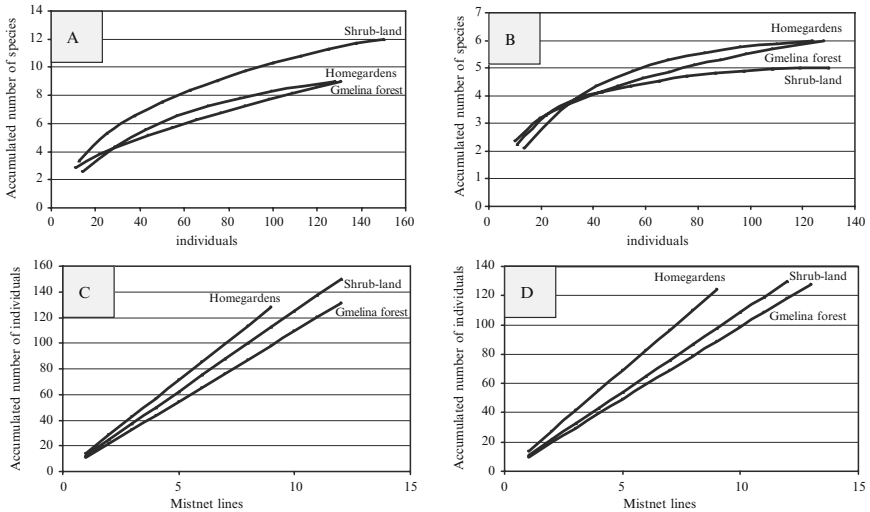 A
Accumulated number of species
14
12
10
8
6
4
2
0
Shrub-land
Homegardens
Gmelina forest
0 20 40 60 80 100 120 140 160
individuals
B
Accumulated number of species
7
6
5
4
3
2
1
0
Homegardens
Gmelina forest
Shrub-land
0 20 40 60 80 100 120 140
individuals
C
Accumulated number of individuals
160
140
120
100
80
60
40
20
0
Shrub-land
Homegardens
Gmelina forest
0 5 10 15
Mistnet lines
D
Accumulated number of individuals
140
120
100
80
60
40
20
0
Homegardens
Shrub-land
Gmelina forest
0 5 10 15
Mistnet lines